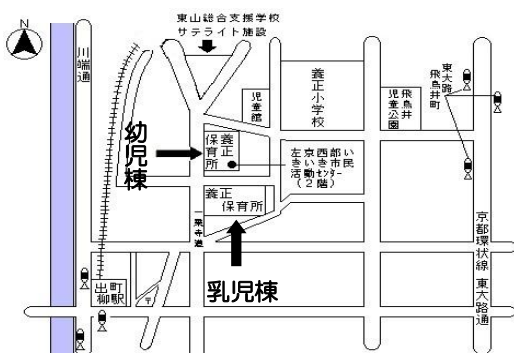 東山総合支援学校
サテライト施設
N
川端通
児童館
養正小学校
飛鳥井
児童公園
東大路
飛鳥井町
幼児棟
養正
保育所
左京西部い
きいき市民
活動センター
(2階)
養正
保育所
一乗寺道
乳児棟
出町
柳駅
〒
京都環状線 東大路通